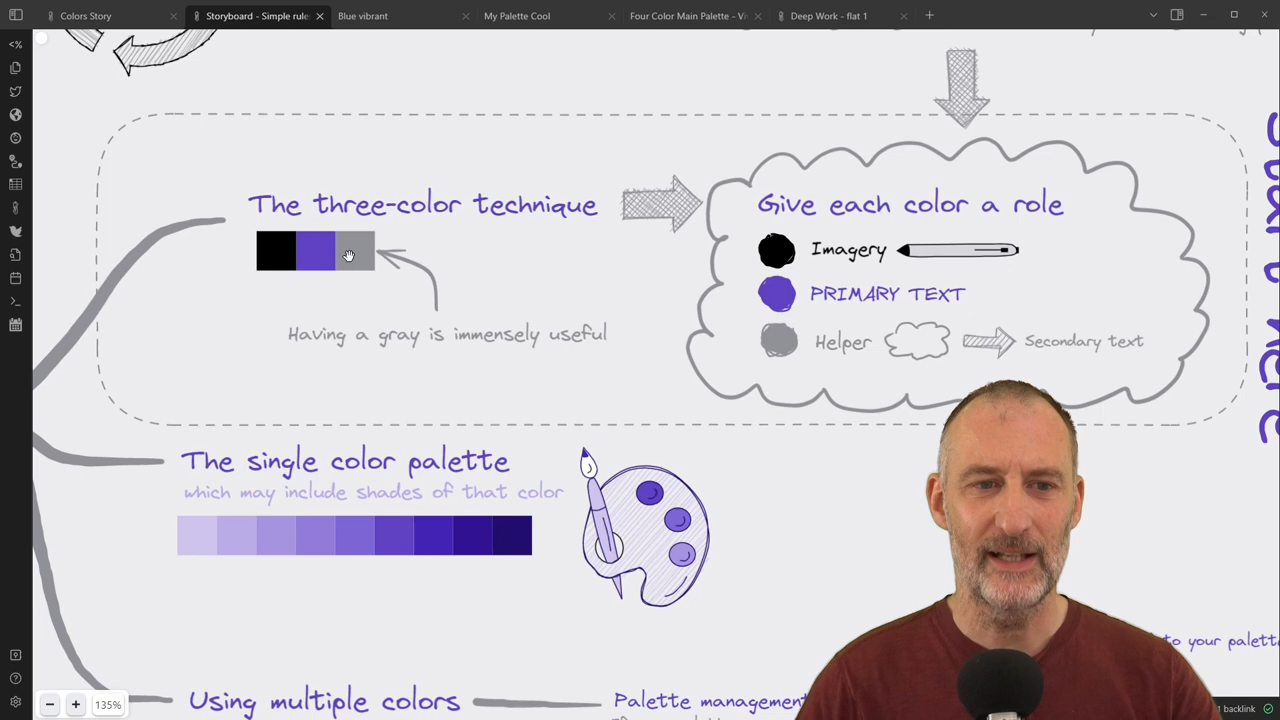 Colors Story
Storyboard - Simple rule
Blue vibrant
My Palette Cool
Four Color Main Palette - Vi
Deep Work - flat 1
The three-color technique
Having a gray is immensely useful
Give each color a role
Imagery
PRIMARY TEXT
Helper
Secondary text
The single color palette
which may include shades of that color
to your palett
Using multiple colors
Palette management
135%
1 backlink